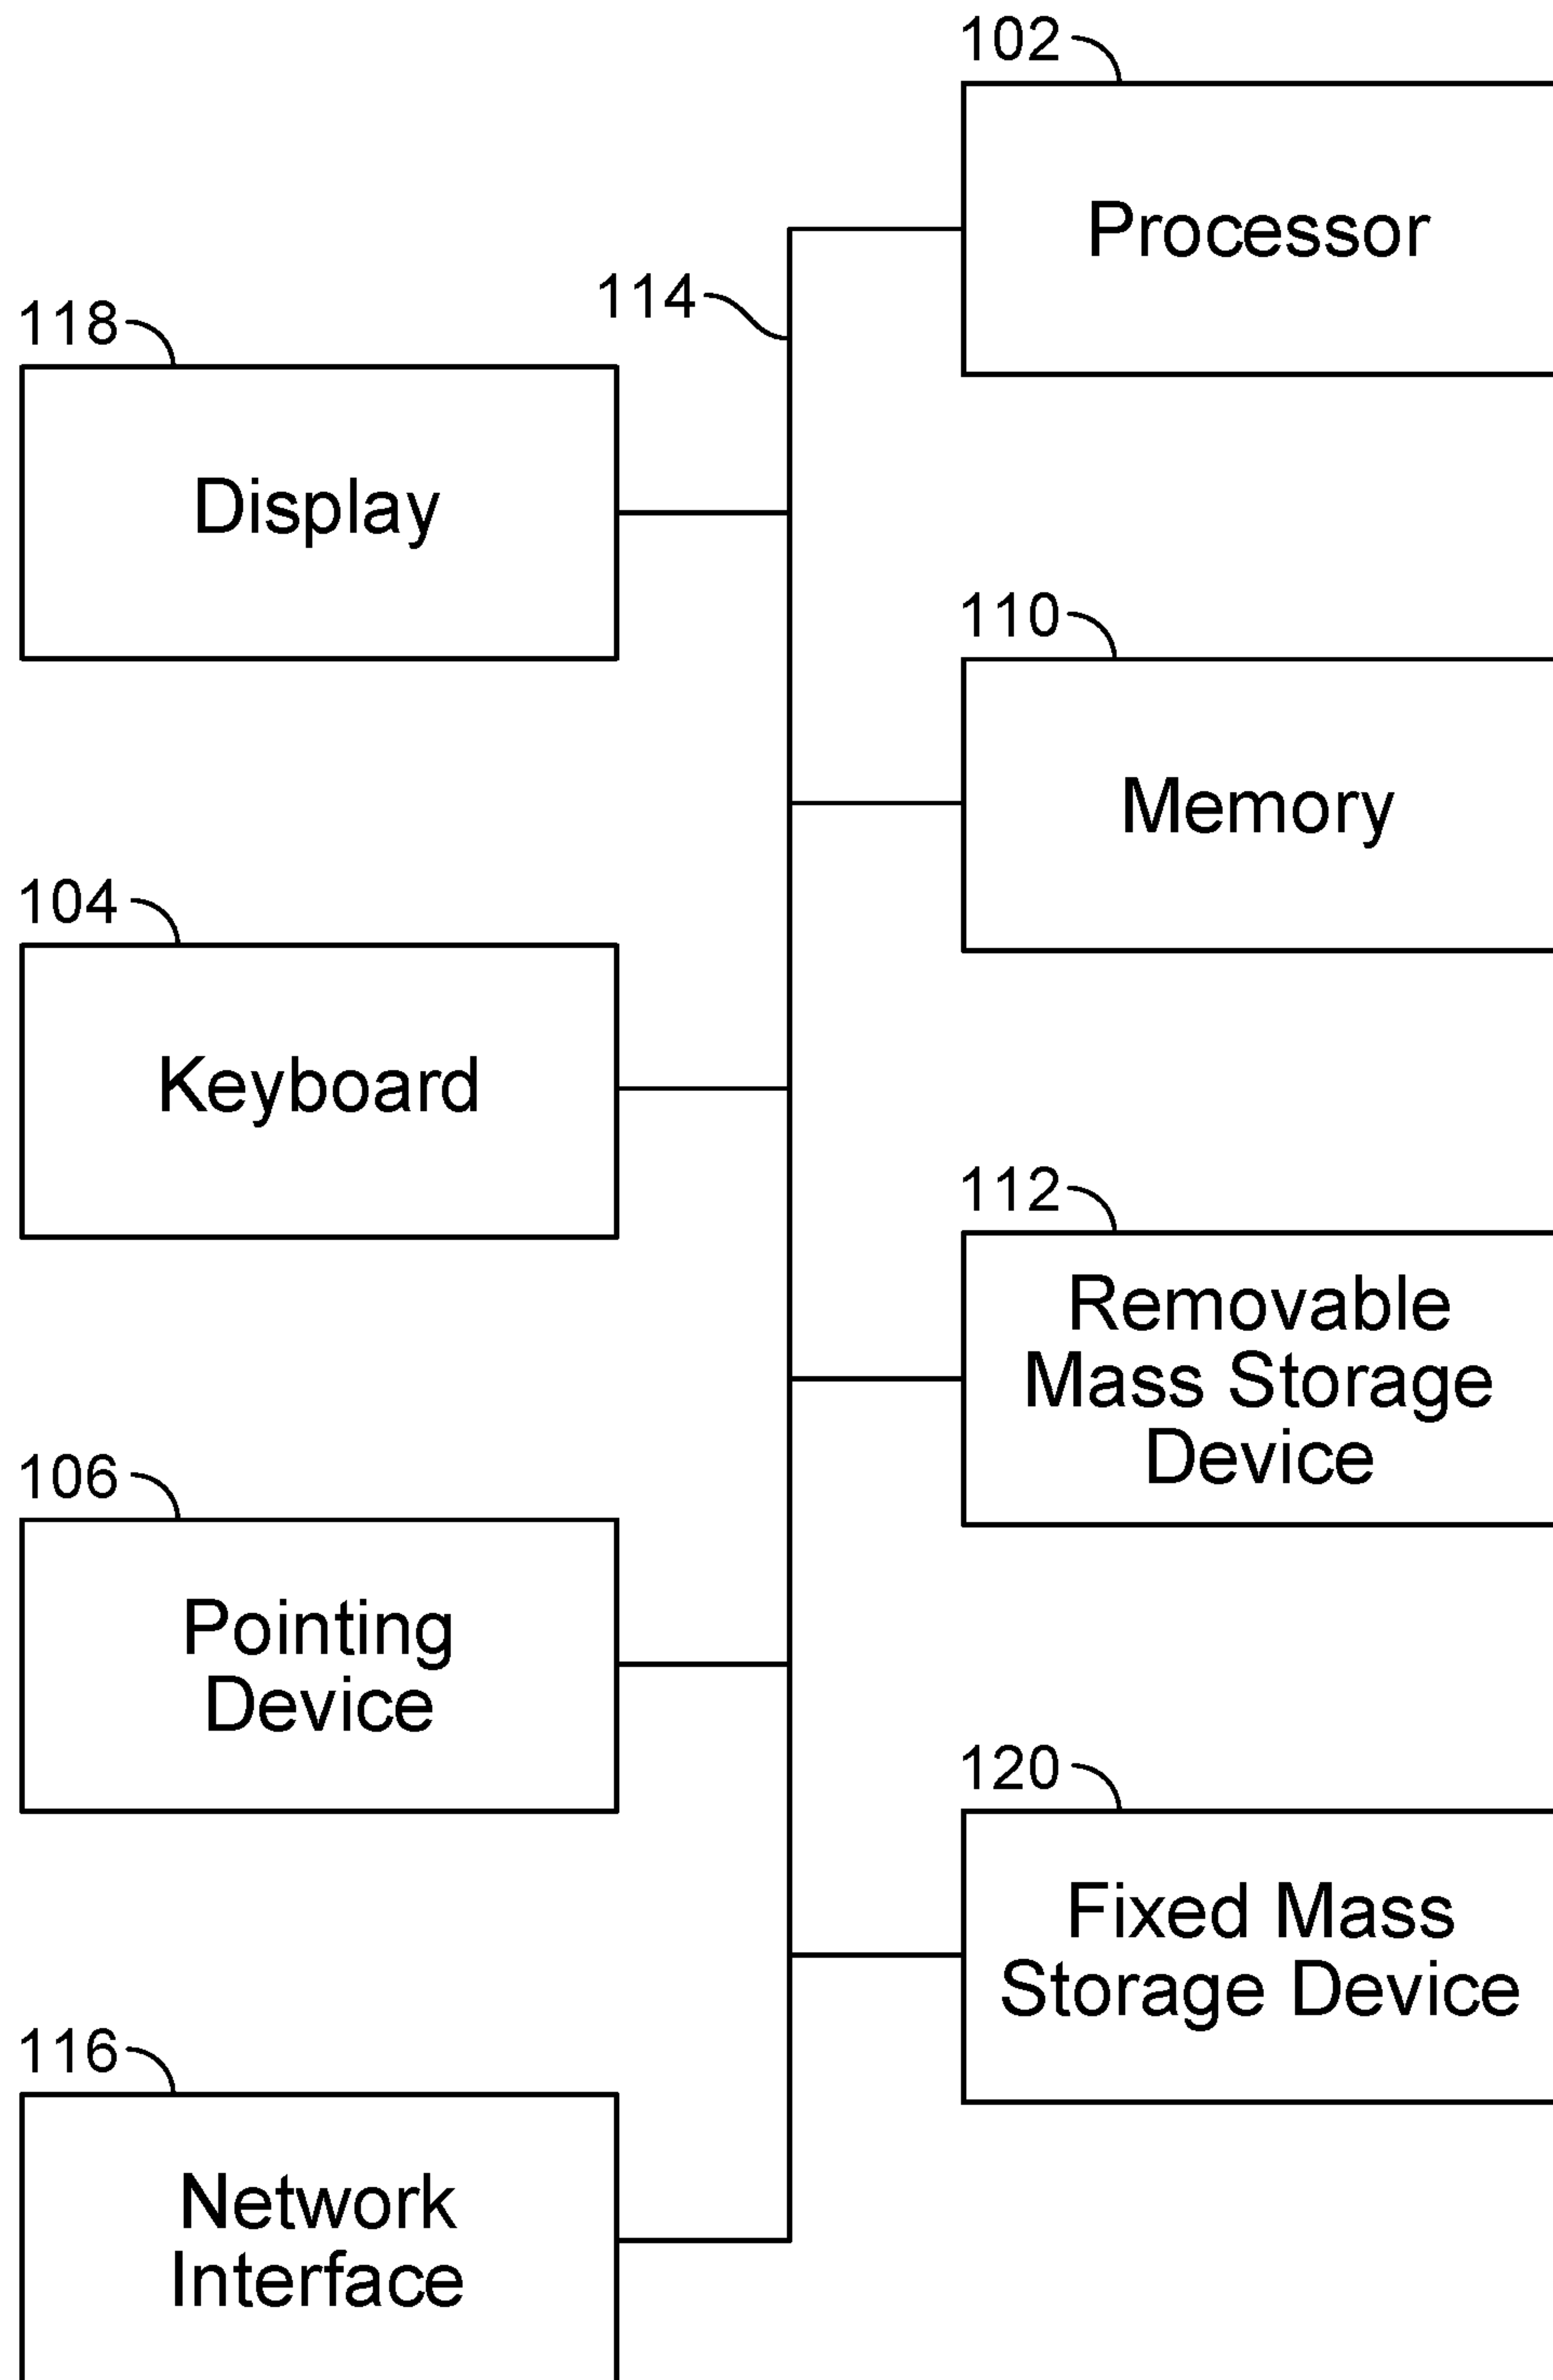 102
Processor
114
118
Display
110
Memory
104
Keyboard
112
Removable
Mass Storage
Device
106
Pointing
Device
120
Fixed Mass
Storage Device
116
Network
Interface